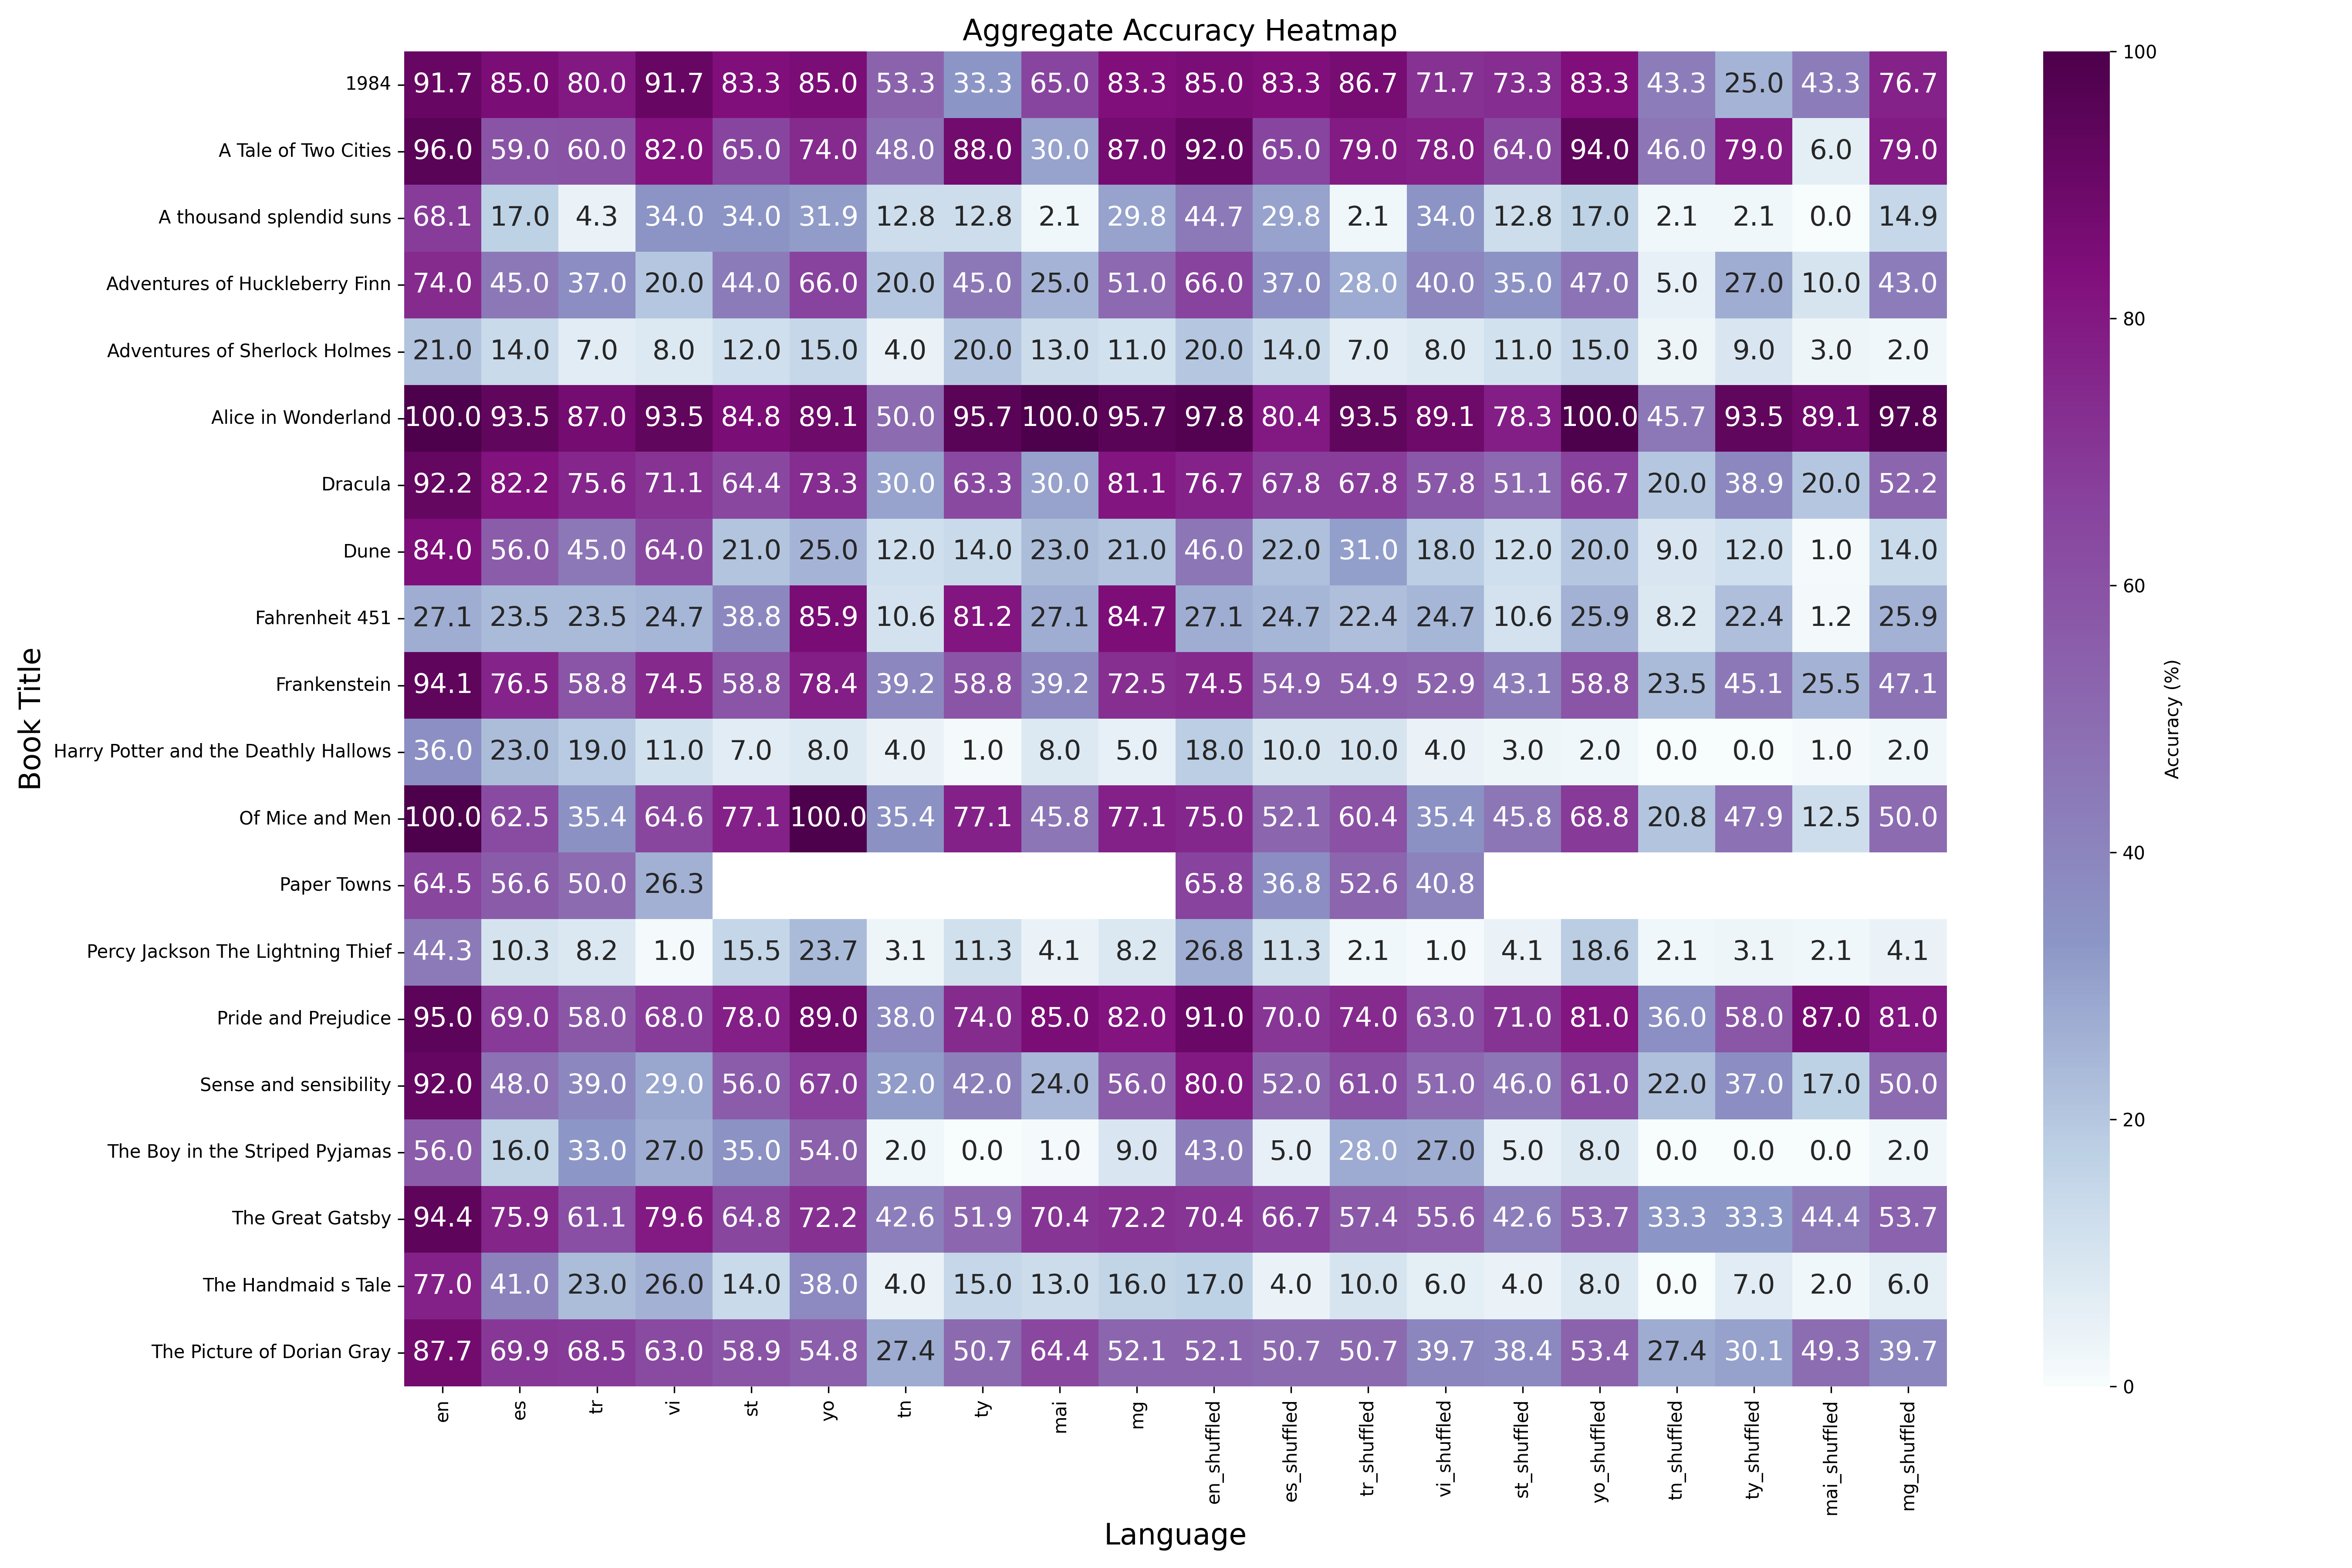 Aggregate Accuracy Heatmap
1984 91.7 85.0 80.0 91.7 83.3 85.0 53.3 33.3 65.0 83.3 85.0 83.3 86.7 71.7 73.3 83.3 43.3 25.0 43.3 76.7
A Tale of Two Cities 96.0 59.0 60.0 82.0 65.0 74.0 48.0 88.0 30.0 87.0 92.0 65.0 79.0 78.0 64.0 94.0 46.0 79.0 6.0 79.0
A thousand splendid suns 68.1 17.0 4.3 34.0 34.0 31.9 12.8 12.8 2.1 29.8 44.7 29.8 2.1 34.0 12.8 17.0 2.1 2.1 0.0 14.9
Adventures of Huckleberry Finn 74.0 45.0 37.0 20.0 44.0 66.0 20.0 45.0 25.0 51.0 66.0 37.0 28.0 40.0 35.0 47.0 5.0 27.0 10.0 43.0
Adventures of Sherlock Holmes 21.0 14.0 7.0 8.0 12.0 15.0 4.0 20.0 13.0 11.0 20.0 14.0 7.0 8.0 11.0 15.0 3.0 9.0 3.0 2.0
Alice in Wonderland 100.0 93.5 87.0 93.5 84.8 89.1 50.0 95.7 100.0 95.7 97.8 80.4 93.5 89.1 78.3 100.0 45.7 93.5 89.1 97.8
Dracula 92.2 82.2 75.6 71.1 64.4 73.3 30.0 63.3 30.0 81.1 76.7 67.8 67.8 57.8 51.1 66.7 20.0 38.9 20.0 52.2
Dune 84.0 56.0 45.0 64.0 21.0 25.0 12.0 14.0 23.0 21.0 46.0 22.0 31.0 18.0 12.0 20.0 9.0 12.0 1.0 14.0
Fahrenheit 451 27.1 23.5 23.5 24.7 38.8 85.9 10.6 81.2 27.1 84.7 27.1 24.7 22.4 24.7 10.6 25.9 8.2 22.4 1.2 25.9
Frankenstein 94.1 76.5 58.8 74.5 58.8 78.4 39.2 58.8 39.2 72.5 74.5 54.9 54.9 52.9 43.1 58.8 23.5 45.1 25.5 47.1
Harry Potter and the Deathly Hallows 36.0 23.0 19.0 11.0 7.0 8.0 4.0 1.0 8.0 5.0 18.0 10.0 10.0 4.0 3.0 2.0 0.0 0.0 1.0 2.0
Of Mice and Men 100.0 62.5 35.4 64.6 77.1 100.0 35.4 77.1 45.8 77.1 75.0 52.1 60.4 35.4 45.8 68.8 20.8 47.9 12.5 50.0
Paper Towns 64.5 56.6 50.0 26.3 65.8 36.8 52.6 40.8
Percy Jackson The Lightning Thief 44.3 10.3 8.2 1.0 15.5 23.7 3.1 11.3 4.1 8.2 26.8 11.3 2.1 1.0 4.1 18.6 2.1 3.1 2.1 4.1
Pride and Prejudice 95.0 69.0 58.0 68.0 78.0 89.0 38.0 74.0 85.0 82.0 91.0 70.0 74.0 63.0 71.0 81.0 36.0 58.0 87.0 81.0
Sense and sensibility 92.0 48.0 39.0 29.0 56.0 67.0 32.0 42.0 24.0 56.0 80.0 52.0 61.0 51.0 46.0 61.0 22.0 37.0 17.0 50.0
The Boy in the Striped Pyjamas 56.0 16.0 33.0 27.0 35.0 54.0 2.0 0.0 1.0 9.0 43.0 5.0 28.0 27.0 5.0 8.0 0.0 0.0 0.0 2.0
The Great Gatsby 94.4 75.9 61.1 79.6 64.8 72.2 42.6 51.9 70.4 72.2 70.4 66.7 57.4 55.6 42.6 53.7 33.3 33.3 44.4 53.7
The Handmaid s Tale 77.0 41.0 23.0 26.0 14.0 38.0 4.0 15.0 13.0 16.0 17.0 4.0 10.0 6.0 4.0 8.0 0.0 7.0 2.0 6.0
The Picture of Dorian Gray 87.7 69.9 68.5 63.0 58.9 54.8 27.4 50.7 64.4 52.1 52.1 50.7 50.7 39.7 38.4 53.4 27.4 30.1 49.3 39.7
en es tr vi st yo tn ty mai mg en_shuffled es_shuffled tr_shuffled vi_shuffled st_shuffled yo_shuffled tn_shuffled ty_shuffled mai_shuffled mg_shuffled
Language
Book Title
100
80
60
40
20
0
Accuracy (%)